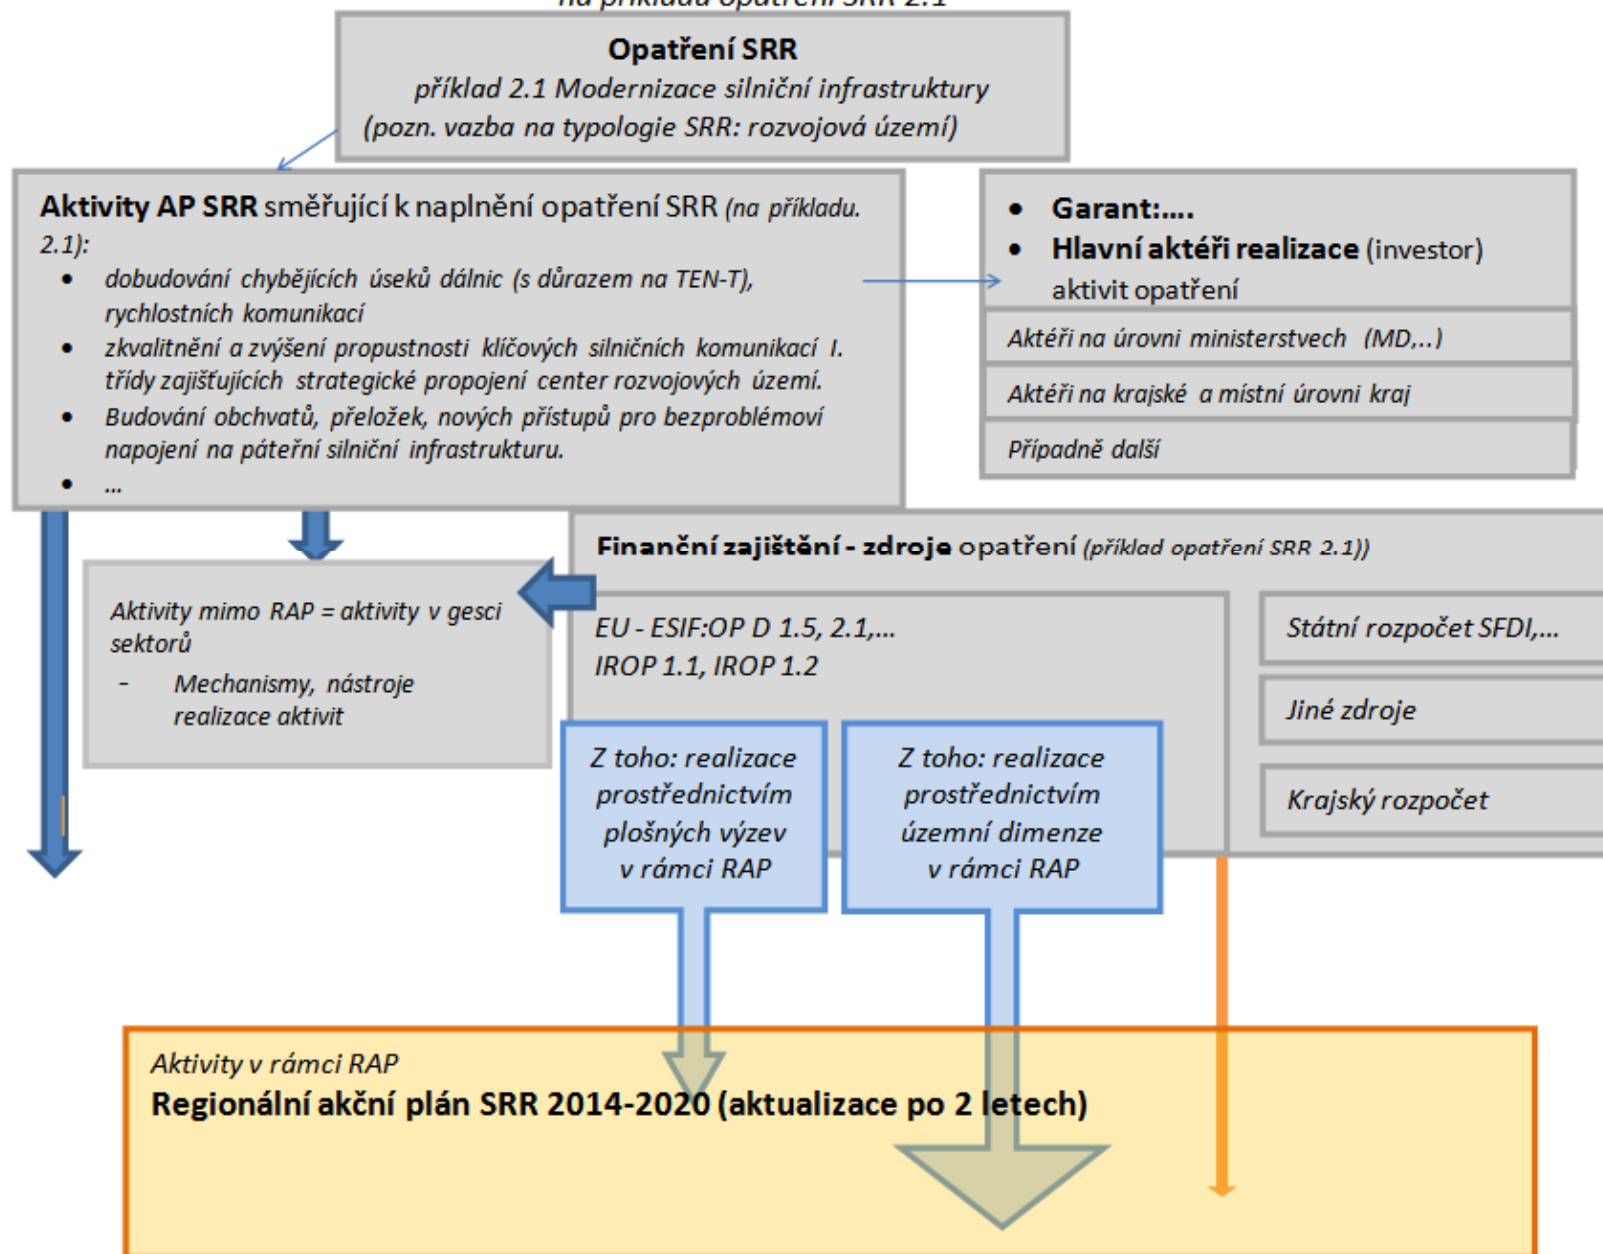 na příkladu opatření SRR 2.1
Opatření SRR
příklad 2.1 Modernizace silniční infrastruktury
(pozn. vazba na typologie SRR: rozvojová území)
Aktivity AP SRR směřující k naplnění opatření SRR (na příkladu.
2.1):
• dobudování chybějících úseků dálnic (s důrazem na TEN-T),
rychlostních komunikací
• zkvalitnění a zvýšení propustnosti klíčových silničních komunikací I.
třídy zajišťujících strategické propojení center rozvojových území.
• Budování obchvatů, přeložek, nových přístupů pro bezproblémoví
napojení na páteřní silniční infrastrukturu.
• ...
• Garant:....
• Hlavní aktéři realizace (investor)
aktivit opatření
Aktéři na úrovni ministerstvech (MD,..)
Aktéři na krajské a místní úrovni kraj
Případně další
Finanční zajištění - zdroje opatření (příklad opatření SRR 2.1))
Aktivity mimo RAP = aktivity v gesci
sektorů
- Mechanismy, nástroje
realizace aktivit
EU - ESIF:OP D 1.5, 2.1,...
IROP 1.1, IROP 1.2
Státní rozpočet SFDI,...
Jiné zdroje
Krajský rozpočet
Z toho: realizace
prostřednictvím
plošných výzev
v rámci RAP
Z toho: realizace
prostřednictvím
územní dimenze
v rámci RAP
Aktivity v rámci RAP
Regionální akční plán SRR 2014-2020 (aktualizace po 2 letech)